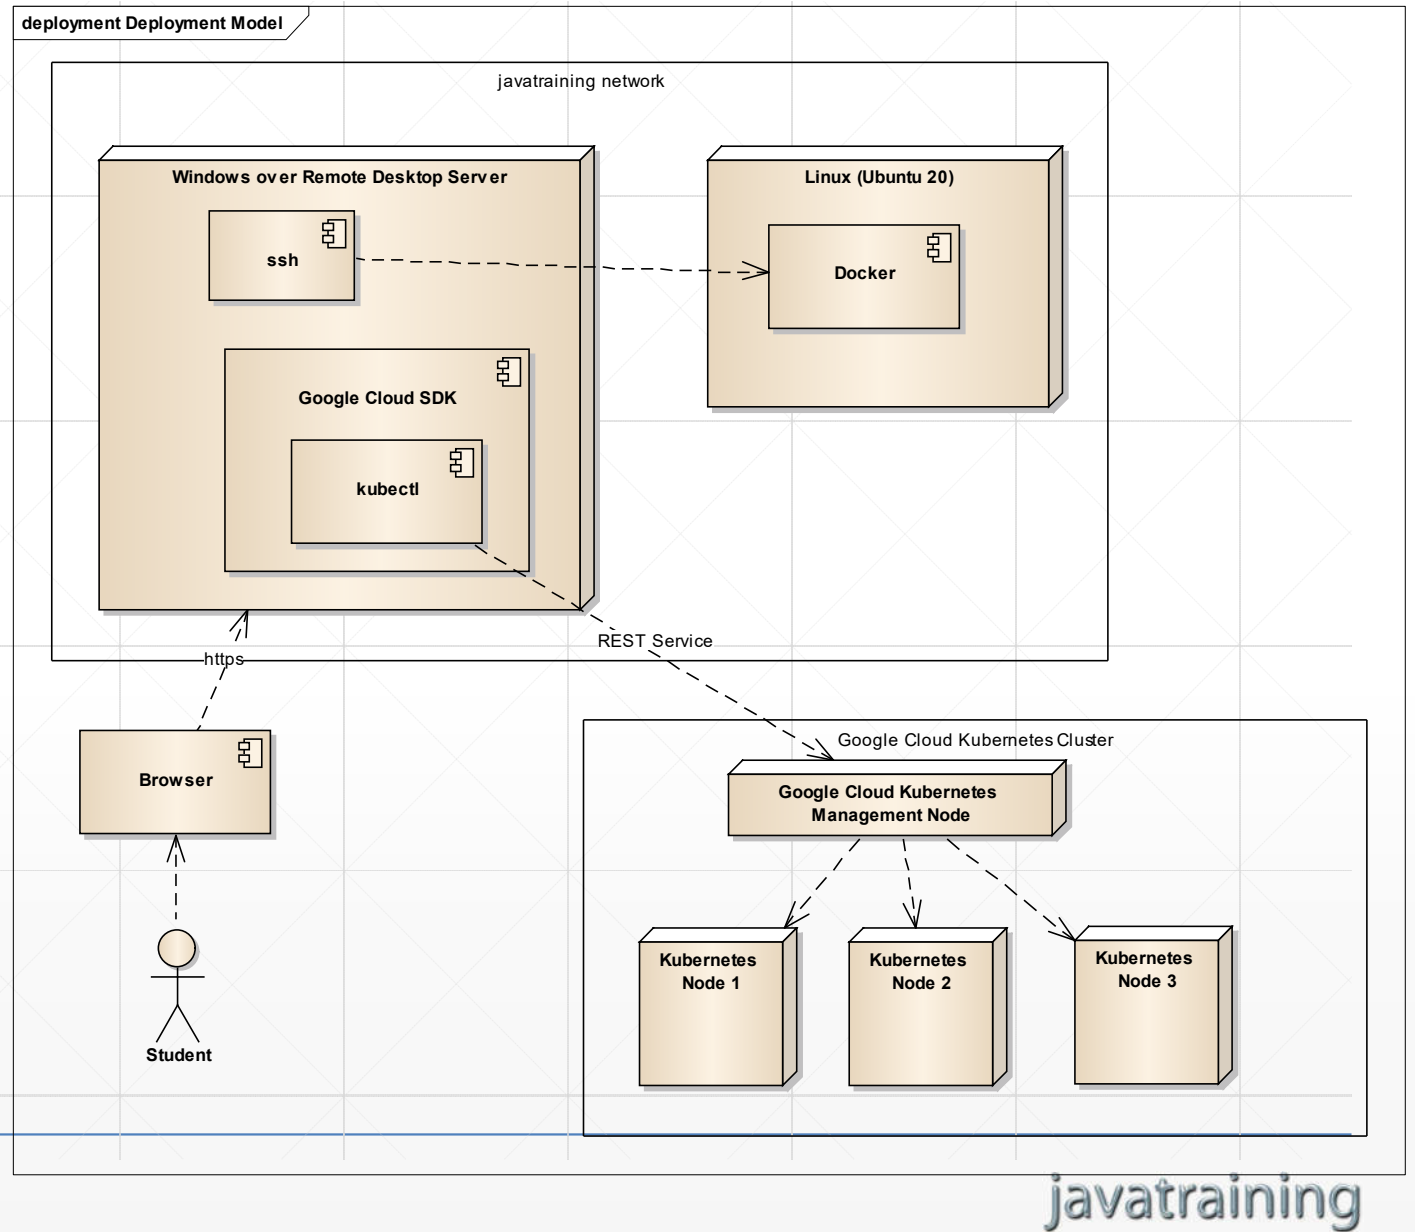 deployment Deployment Model
javatraining network
Windows over Remote Desktop Server
Linux (Ubuntu 20)
ssh
Docker
Google Cloud SDK
kubectl
REST Service
https
Google Cloud Kubernetes Cluster
Browser
Google Cloud Kubernetes
Management Node
Kubernetes
Node 1
Kubernetes
Node 2
Kubernetes
Node 3
Student
javatraining